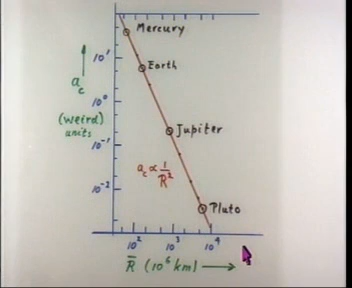 Mercury
10¹
Earth
a_c
10⁰
(weird)
units
Jupiter
10⁻¹
a_c ∝ 1/R²
10⁻²
Pluto
10² 10³ 10⁴
R̅ (10⁶ km) →